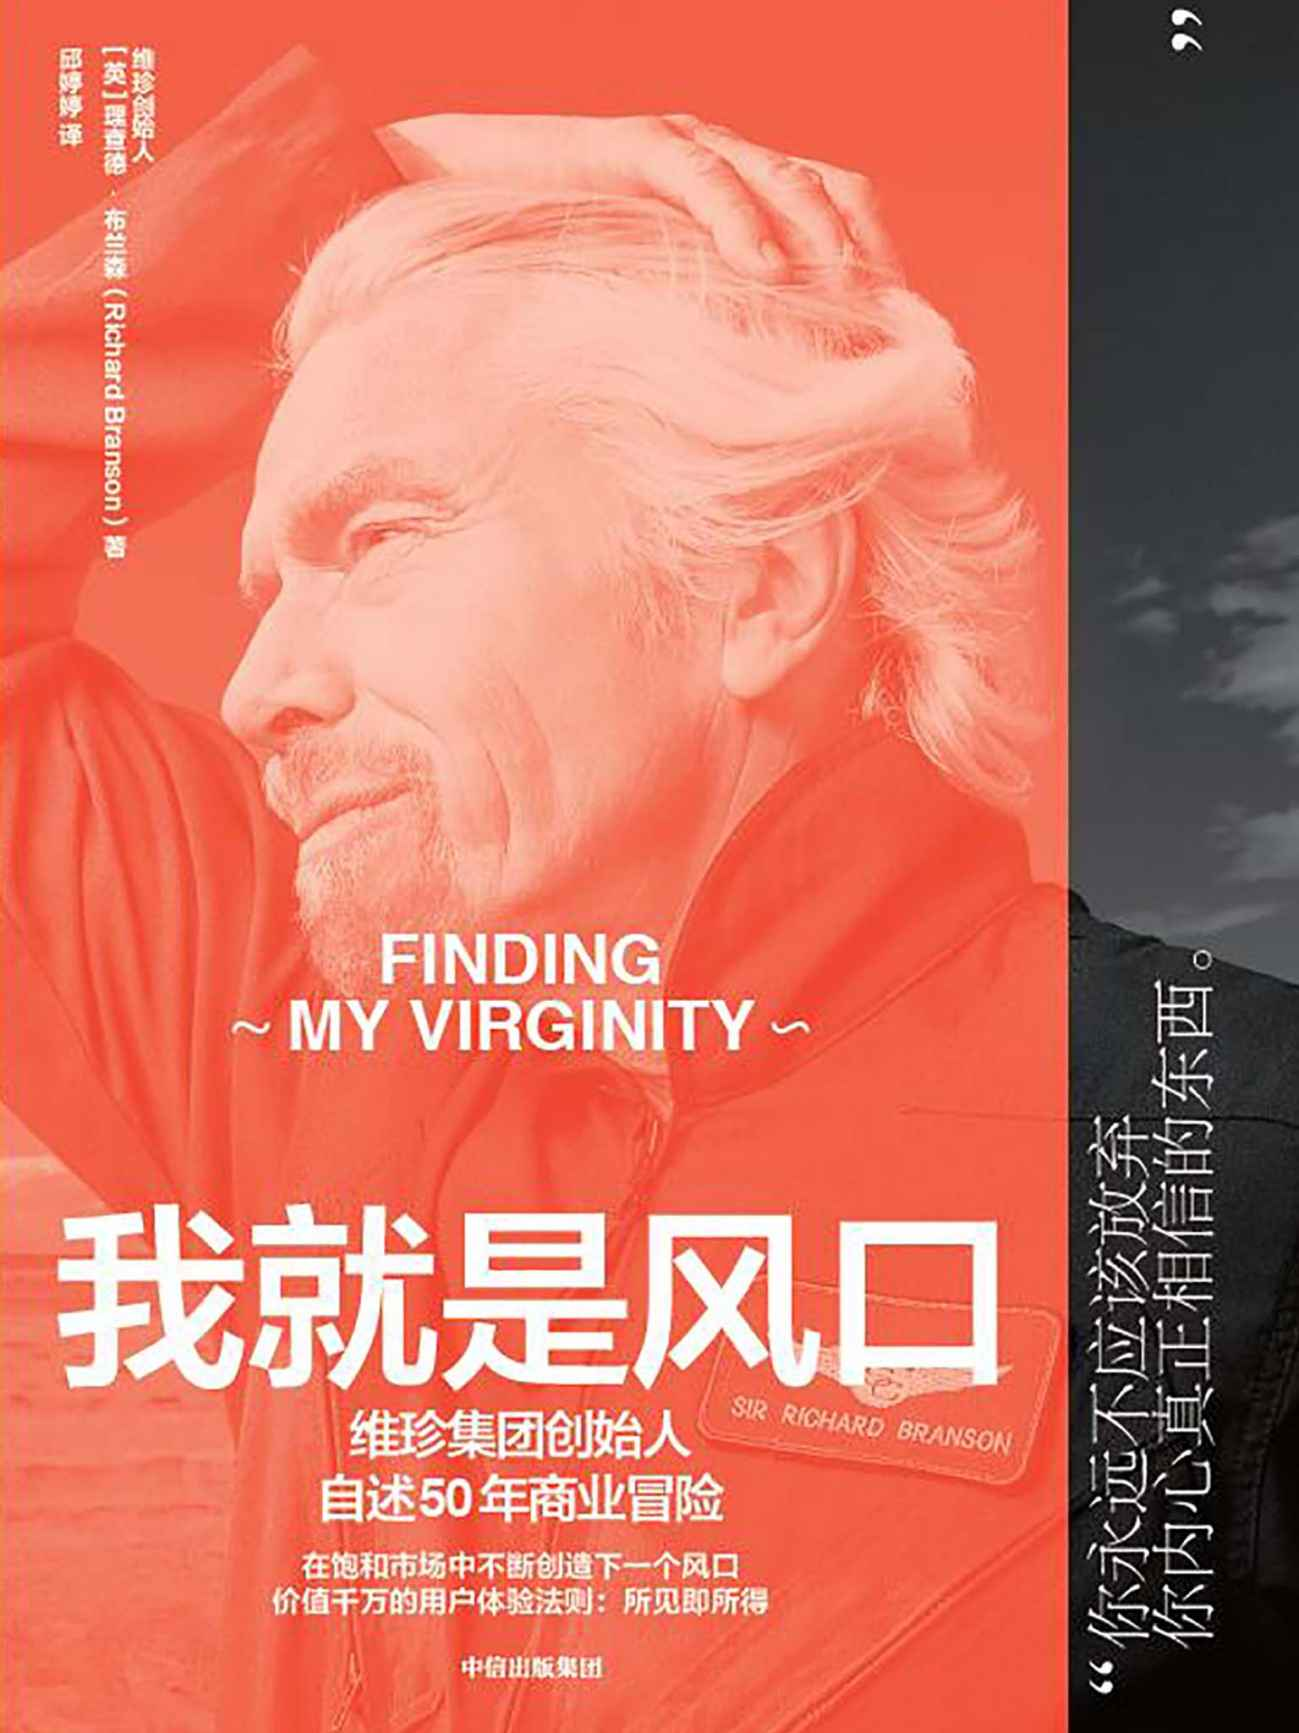 维珍创始人
[英]理查德·布兰森（Richard Branson）著
邱婷婷 译
FINDING
~ MY VIRGINITY ~
我就是风口
SIR RICHARD BRANSON
维珍集团创始人
自述50年商业冒险
在饱和市场中不断创造下一个风口
价值千万的用户体验法则：所见即所得
中信出版集团
“你永远不应该放弃
你内心真正相信的东西。”